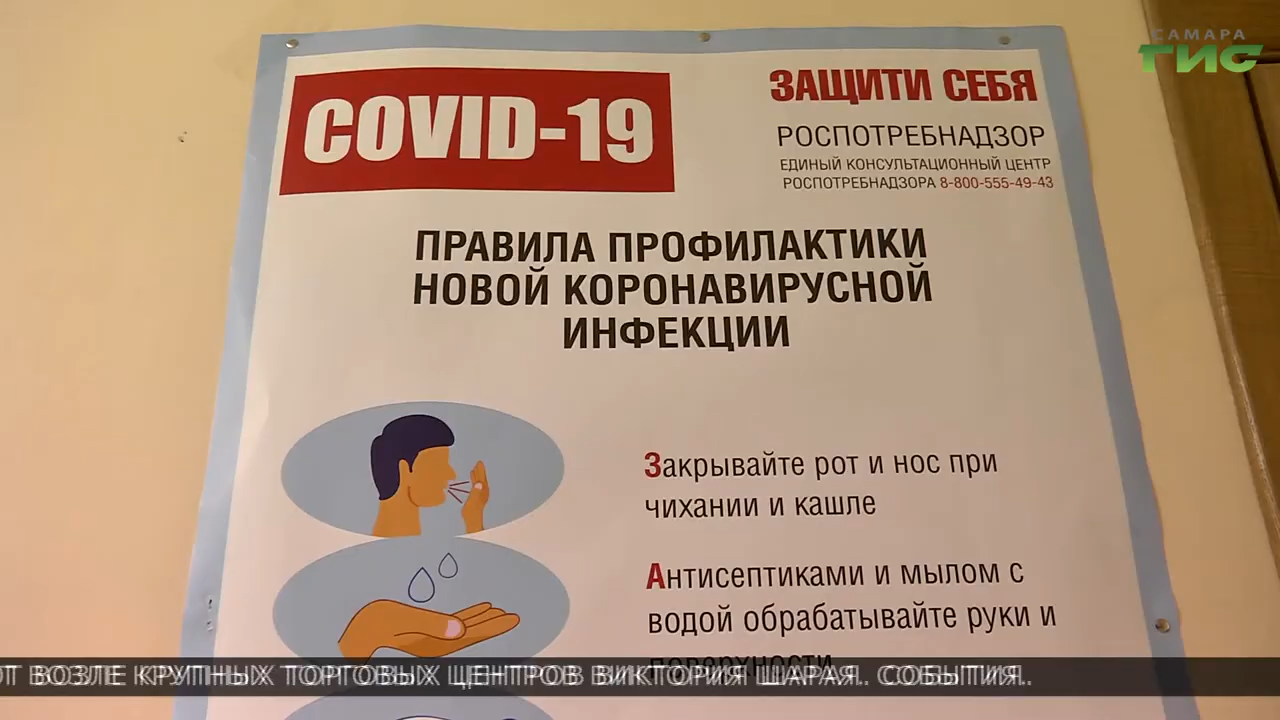 САМАРА
ГИС
COVID-19
ЗАЩИТИ СЕБЯ
РОСПОТРЕБНАДЗОР
ЕДИНЫЙ КОНСУЛЬТАЦИОННЫЙ ЦЕНТР
РОСПОТРЕБНАДЗОРА 8-800-555-49-43
ПРАВИЛА ПРОФИЛАКТИКИ
НОВОЙ КОРОНАВИРУСНОЙ
ИНФЕКЦИИ
Закрывайте рот и нос при
чихании и кашле
Антисептиками и мылом с
водой обрабатывайте руки и
поверхности
ОТ ВОЗЛЕ КРУПНЫХ ТОРГОВЫХ ЦЕНТРОВ ВИКТОРИЯ ШАРАЯ.. СОБЫТИЯ..